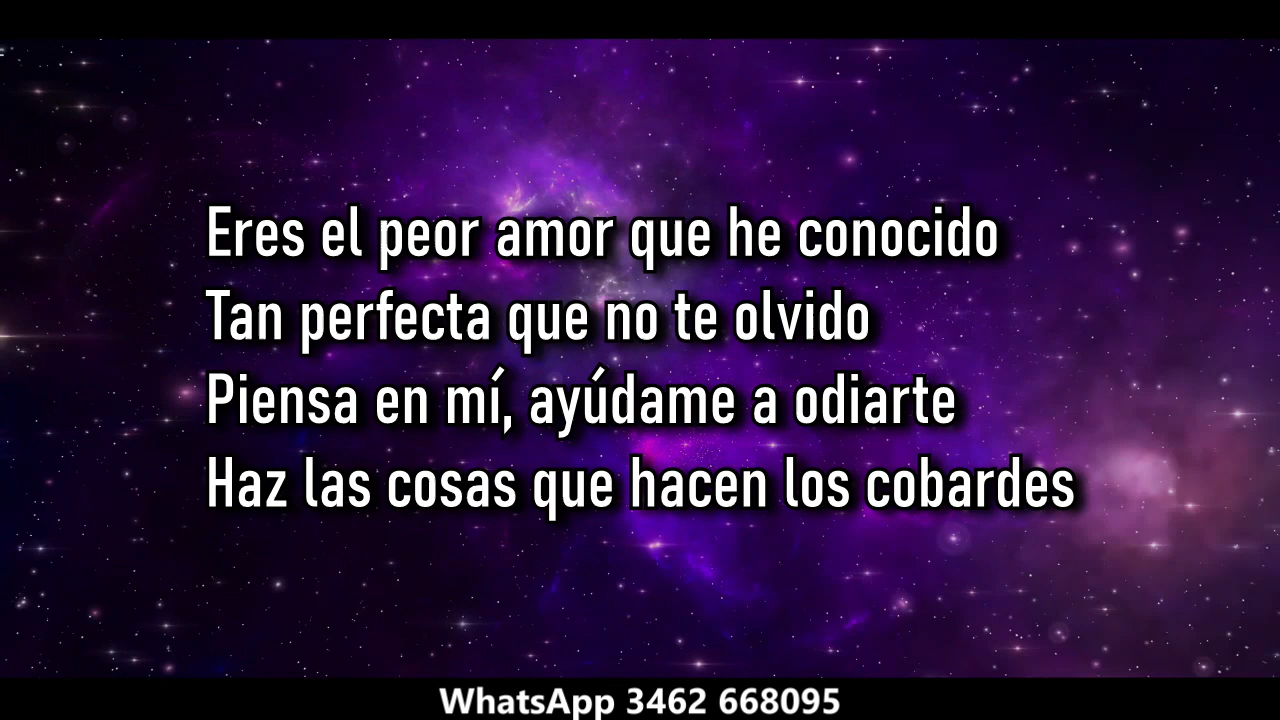 Eres el peor amor que he conocido
Tan perfecta que no te olvido
Piensa en mí, ayúdame a odiarte
Haz las cosas que hacen los cobardes
WhatsApp 3462 668095